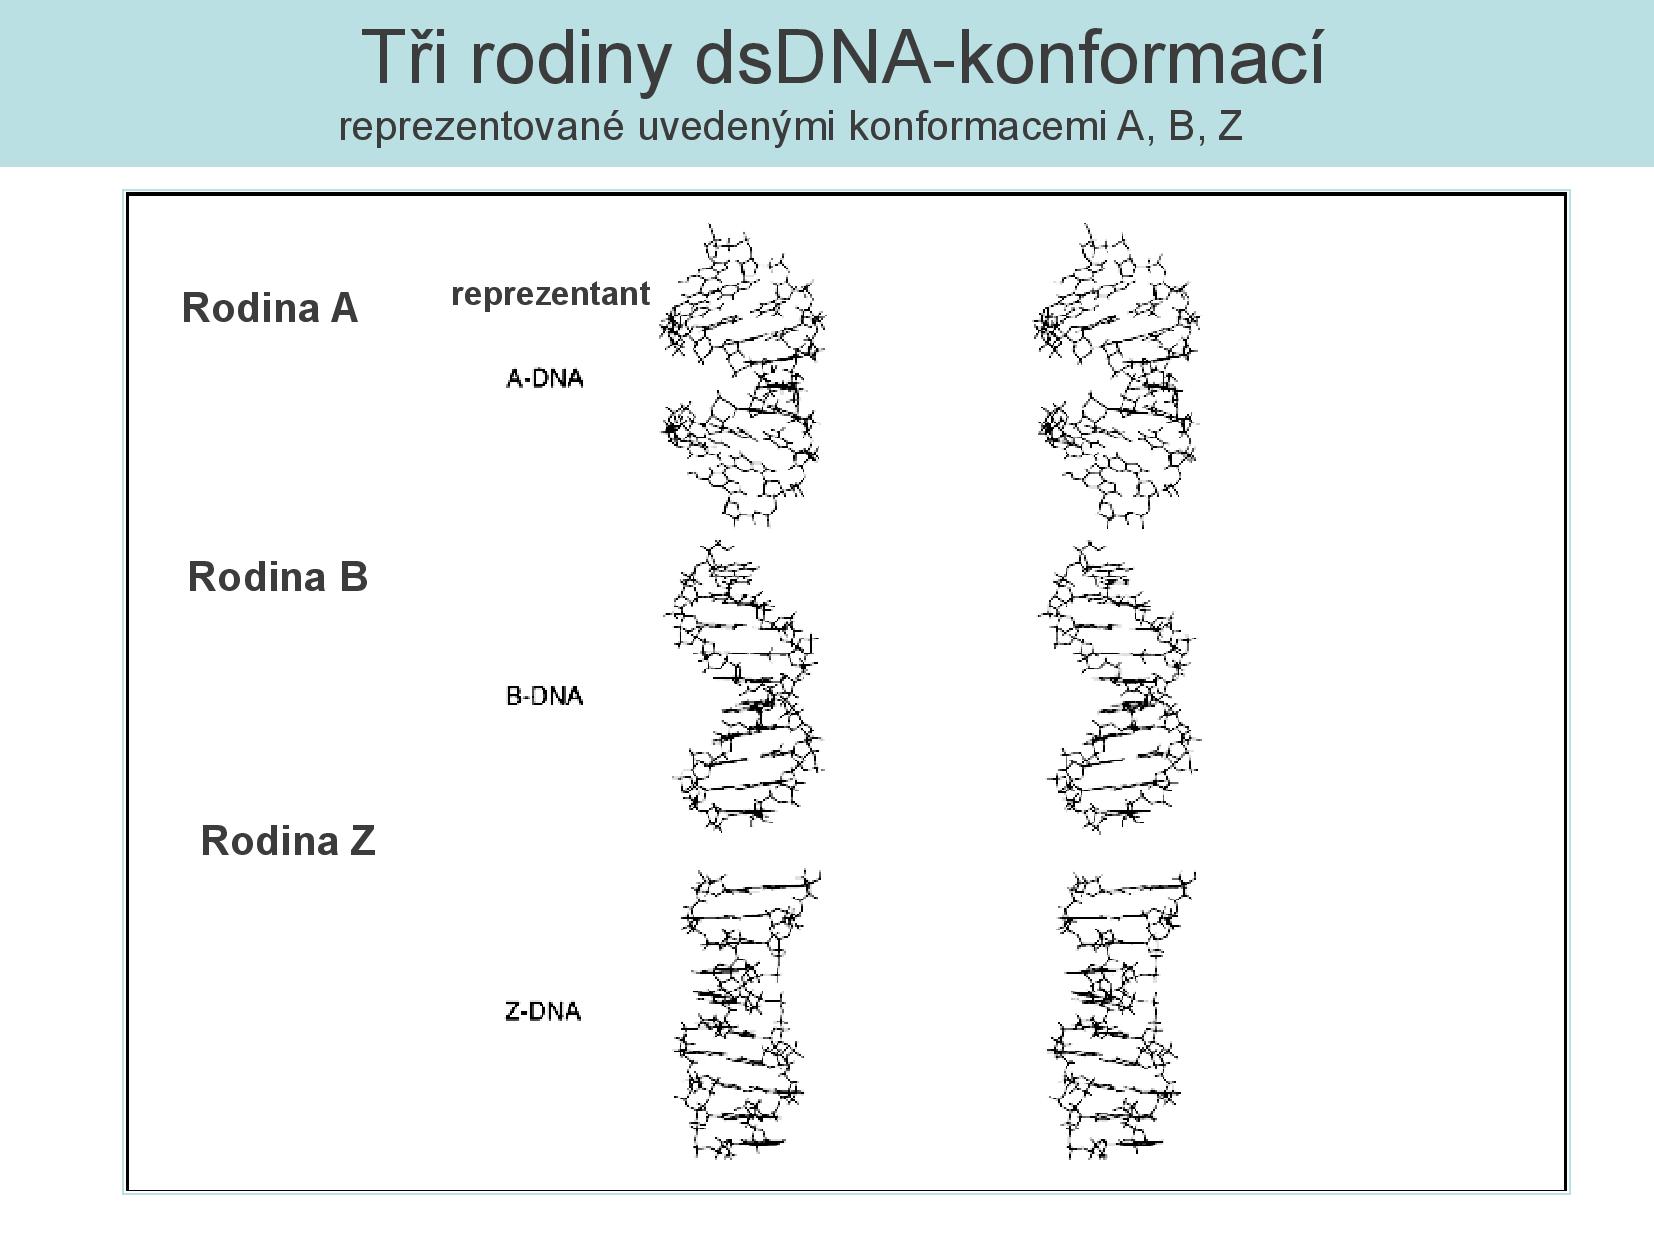 Tři rodiny dsDNA-konformací
reprezentované uvedenými konformacemi A, B, Z
Rodina A
reprezentant
A-DNA
Rodina B
B-DNA
Rodina Z
Z-DNA